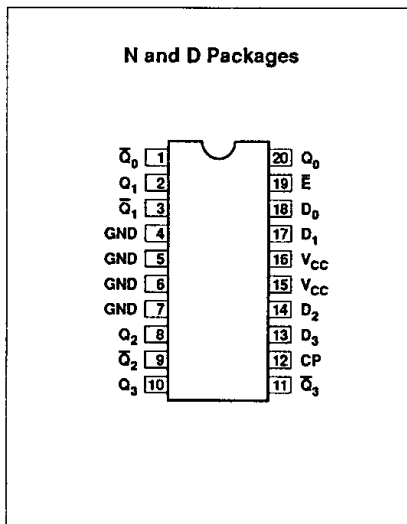 N and D Packages
Q̅0 1 20 Q0
Q1 2 19 E̅
Q̅1 3 18 D0
GND 4 17 D1
GND 5 16 VCC
GND 6 15 VCC
GND 7 14 D2
Q2 8 13 D3
Q̅2 9 12 CP
Q3 10 11 Q̅3